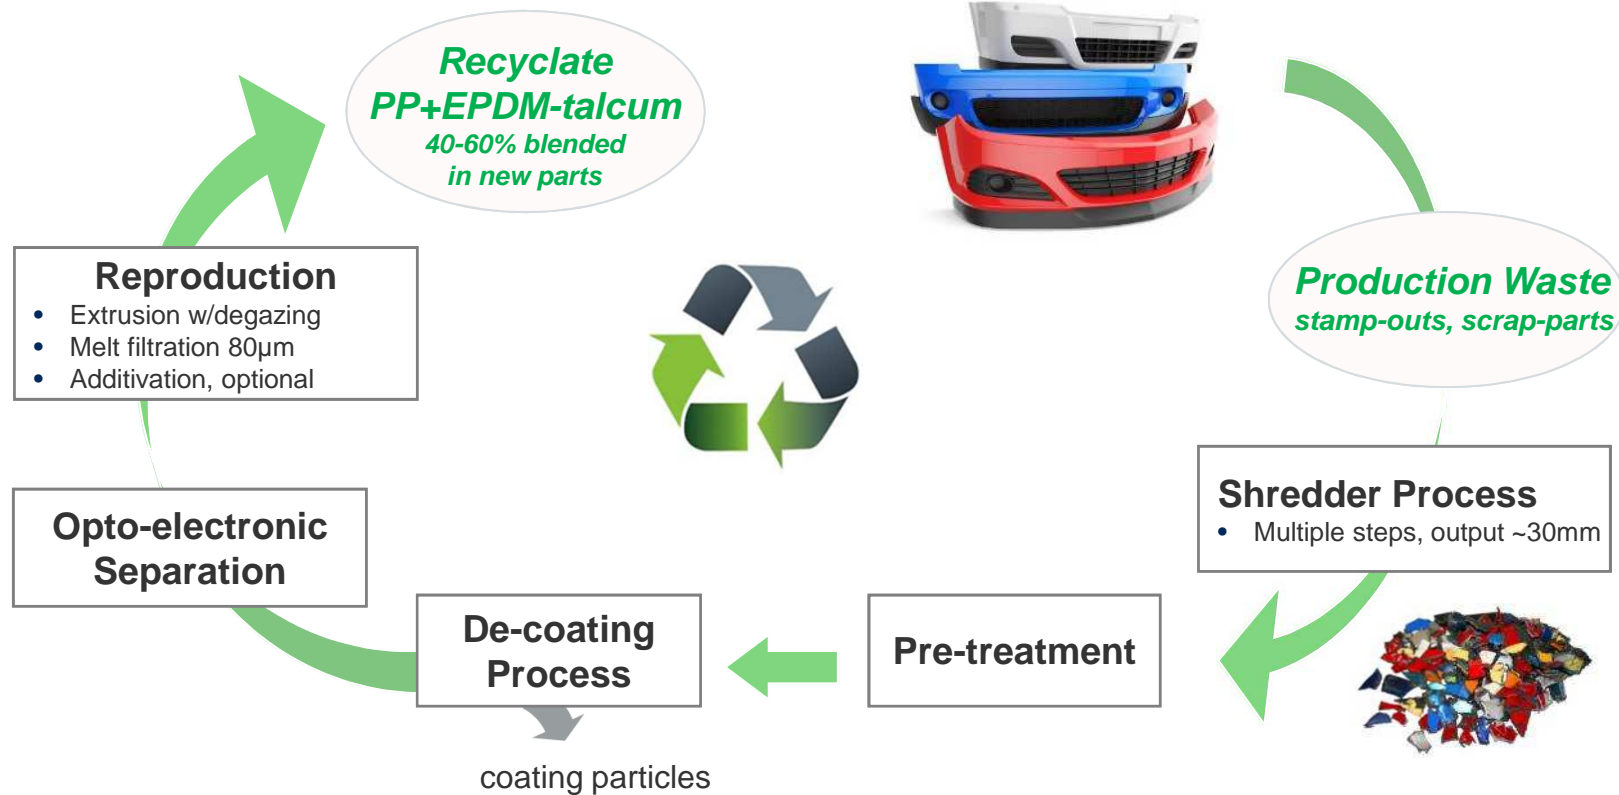 Recyclate
PP+EPDM-talcum
40-60% blended
in new parts
Production Waste
stamp-outs, scrap-parts
Shredder Process
• Multiple steps, output ~30mm
Pre-treatment
De-coating
Process
coating particles
Opto-electronic
Separation
Reproduction
• Extrusion w/degazing
• Melt filtration 80µm
• Additivation, optional